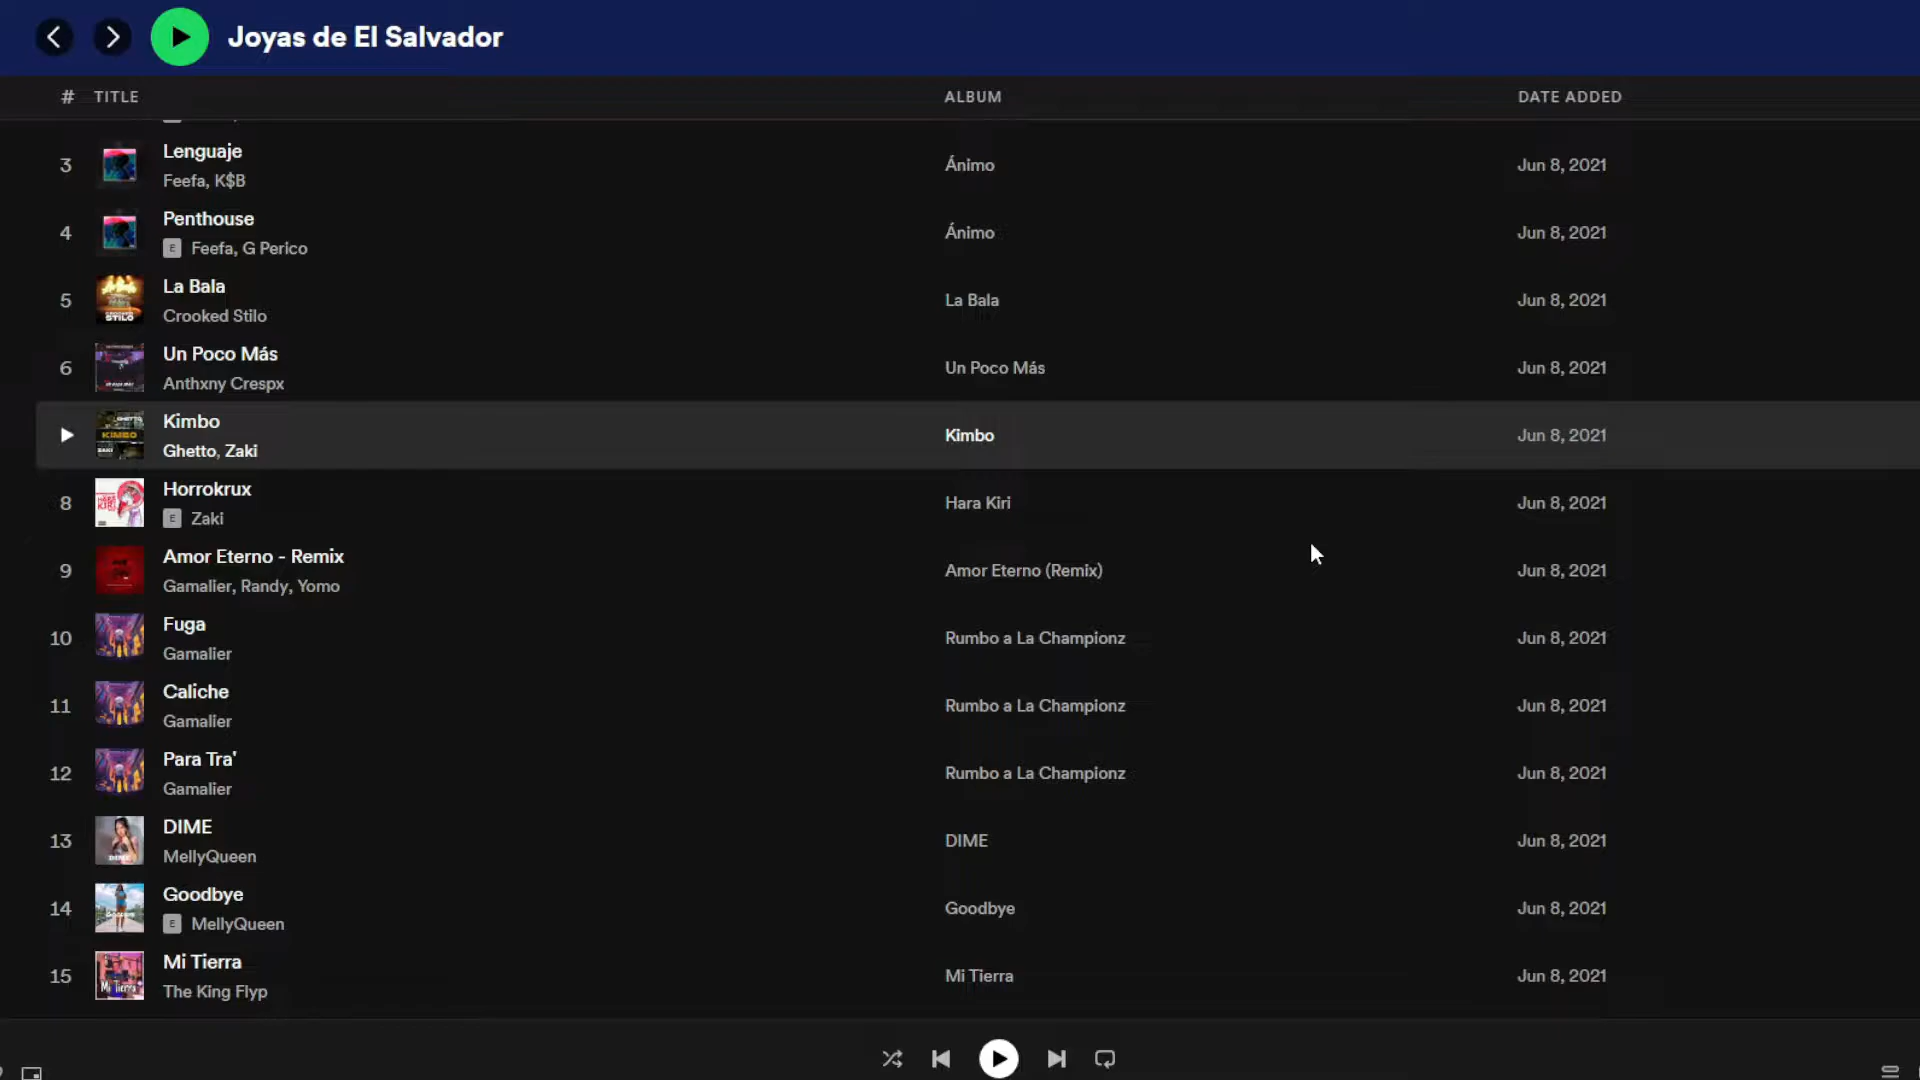 Joyas de El Salvador
# TITLE ALBUM DATE ADDED
3 Lenguaje Ánimo Jun 8, 2021
Feefa, K$B
4 Penthouse Ánimo Jun 8, 2021
E Feefa, G Perico
5 La Bala La Bala Jun 8, 2021
Crooked Stilo
6 Un Poco Más Un Poco Más Jun 8, 2021
Anthxny Crespx
Kimbo Kimbo Jun 8, 2021
Ghetto, Zaki
8 Horrokrux Hara Kiri Jun 8, 2021
E Zaki
9 Amor Eterno - Remix Amor Eterno (Remix) Jun 8, 2021
Gamalier, Randy, Yomo
10 Fuga Rumbo a La Championz Jun 8, 2021
Gamalier
11 Caliche Rumbo a La Championz Jun 8, 2021
Gamalier
12 Para Tra' Rumbo a La Championz Jun 8, 2021
Gamalier
13 DIME DIME Jun 8, 2021
MellyQueen
14 Goodbye Goodbye Jun 8, 2021
E MellyQueen
15 Mi Tierra Mi Tierra Jun 8, 2021
The King Flyp